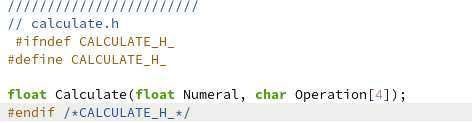 ////////////////////////
// calculate.h
 #ifndef CALCULATE_H_
#define CALCULATE_H_

float Calculate(float Numeral, char Operation[4]);
#endif /*CALCULATE_H_*/